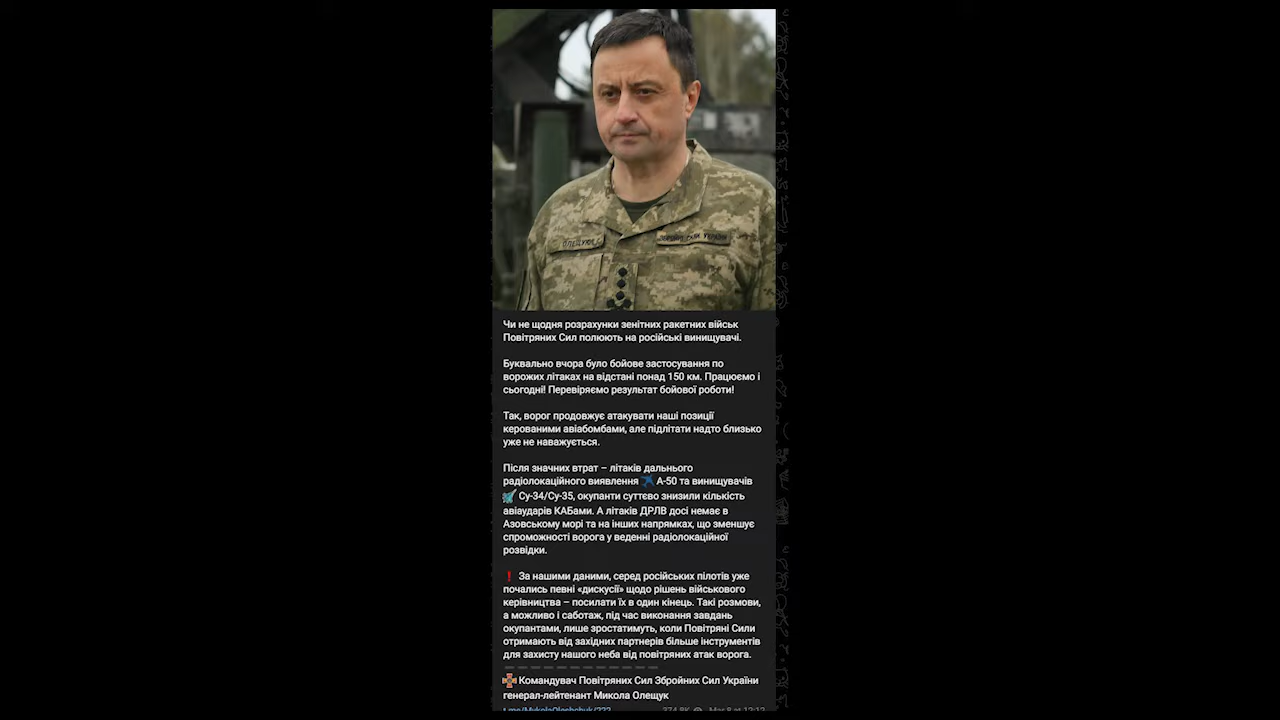 ОЛЕЩУК
Чи не щодня розрахунки зенітних ракетних військ
Повітряних Сил полюють на російські винищувачі.
Буквально вчора було бойове застосування по
ворожих літаках на відстані понад 150 км. Працюємо і
сьогодні! Перевіряємо результат бойової роботи!
Так, ворог продовжує атакувати наші позиції
керованими авіабомбами, але підлітати надто близько
уже не наважується.
Після значних втрат – літаків дальнього
радіолокаційного виявлення А-50 та винищувачів
Су-34/Су-35, окупанти суттєво знизили кількість
авіаударів КАБами. А літаків ДРЛВ досі немає в
Азовському морі та на інших напрямках, що зменшує
спроможності ворога у веденні радіолокаційної
розвідки.
❗ За нашими даними, серед російських пілотів уже
почались певні «дискусії» щодо рішень військового
керівництва – посилати їх в один кінець. Такі розмови,
а можливо і саботаж, під час виконання завдань
окупантами, лише зростатимуть, коли Повітряні Сили
отримають від західних партнерів більше інструментів
для захисту нашого неба від повітряних атак ворога.
Командувач Повітряних Сил Збройних Сил України
генерал-лейтенант Микола Олещук